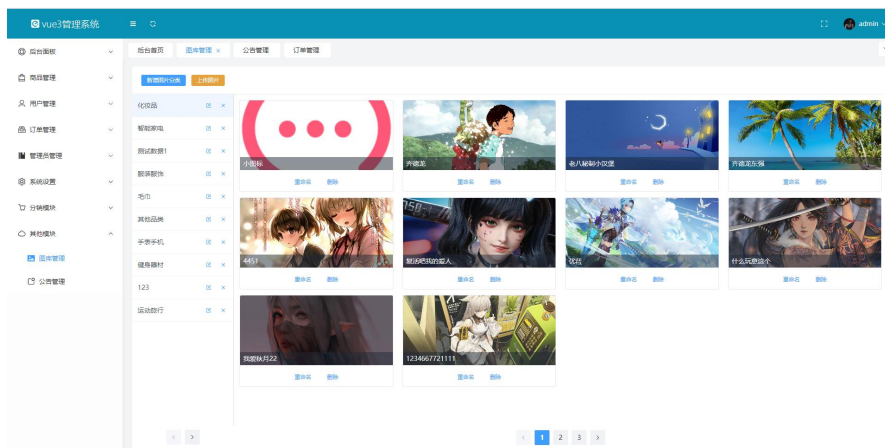 vue3管理系统
admin
后台面板
商品管理
用户管理
订单管理
管理员管理
系统设置
分销模块
其他模块
图库管理
公告管理
后台首页 图库管理 × 公告管理 订单管理
新增图片分类 上传图片
化妆品
智能家电
测试数据1
服装服饰
毛巾
其他品类
手表手机
健身器材
123
运动旅行
小图标
齐德龙
老八秘制小汉堡
齐德龙东强
重命名 删除 重命名 删除 重命名 删除 重命名 删除
4451
复活吧我的爱人
优菈
什么玩意这个
重命名 删除 重命名 删除 重命名 删除 重命名 删除
我爱秋月22
1234667721111
重命名 删除 重命名 删除
1 2 3